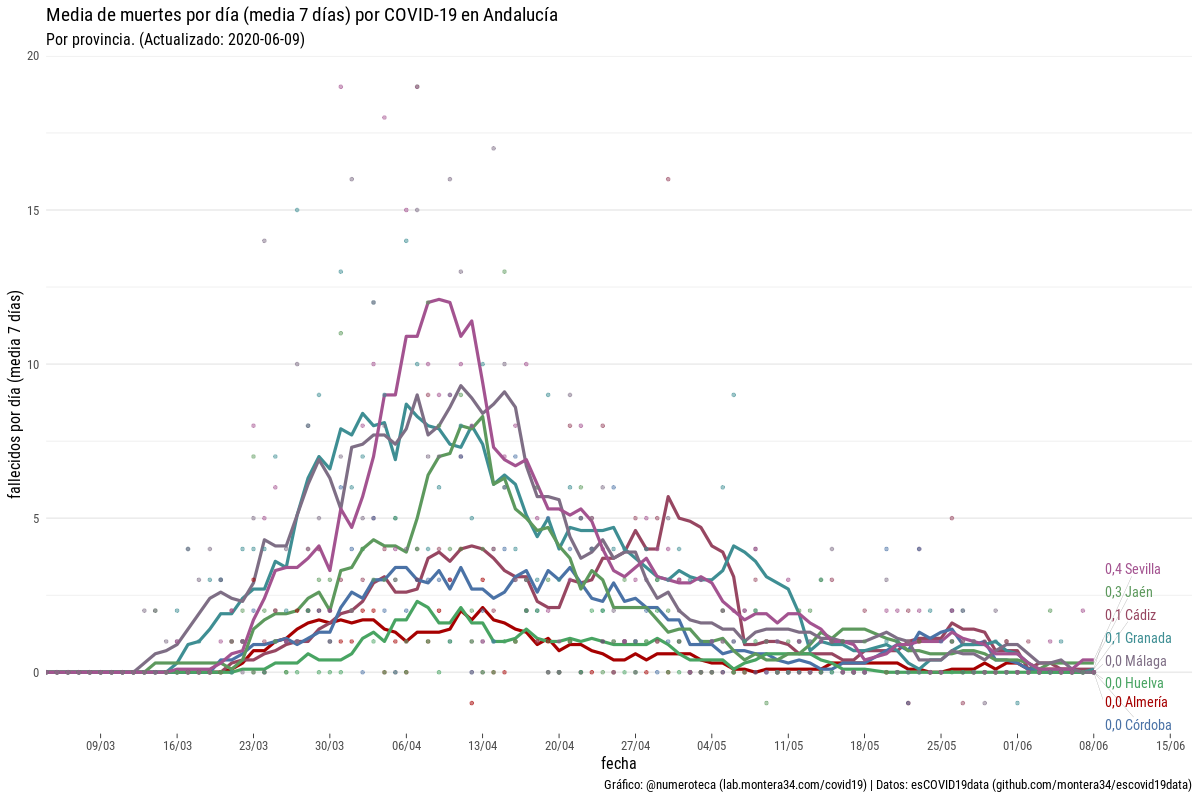 Media de muertes por día (media 7 días) por COVID-19 en Andalucía
Por provincia. (Actualizado: 2020-06-09)
20
15
10
5
0
fallecidos por día (media 7 días)
0,4 Sevilla
0,3 Jaén
0,1 Cádiz
0,1 Granada
0,0 Málaga
0,0 Huelva
0,0 Almería
0,0 Córdoba
09/03 16/03 23/03 30/03 06/04 13/04 20/04 27/04 04/05 11/05 18/05 25/05 01/06 08/06 15/06
fecha
Gráfico: @numeroteca (lab.montera34.com/covid19) | Datos: esCOVID19data (github.com/montera34/escovid19data)